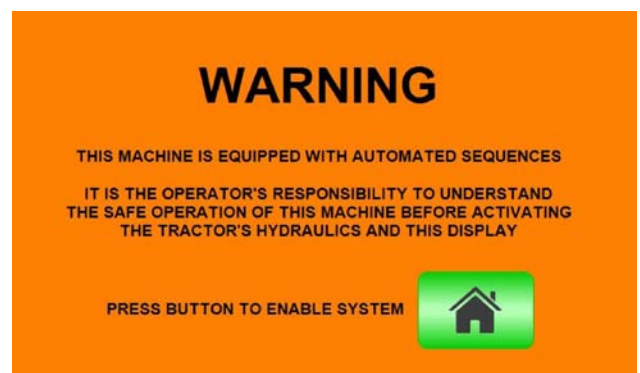 WARNING
THIS MACHINE IS EQUIPPED WITH AUTOMATED SEQUENCES
IT IS THE OPERATOR'S RESPONSIBILITY TO UNDERSTAND
THE SAFE OPERATION OF THIS MACHINE BEFORE ACTIVATING
THE TRACTOR'S HYDRAULICS AND THIS DISPLAY
PRESS BUTTON TO ENABLE SYSTEM